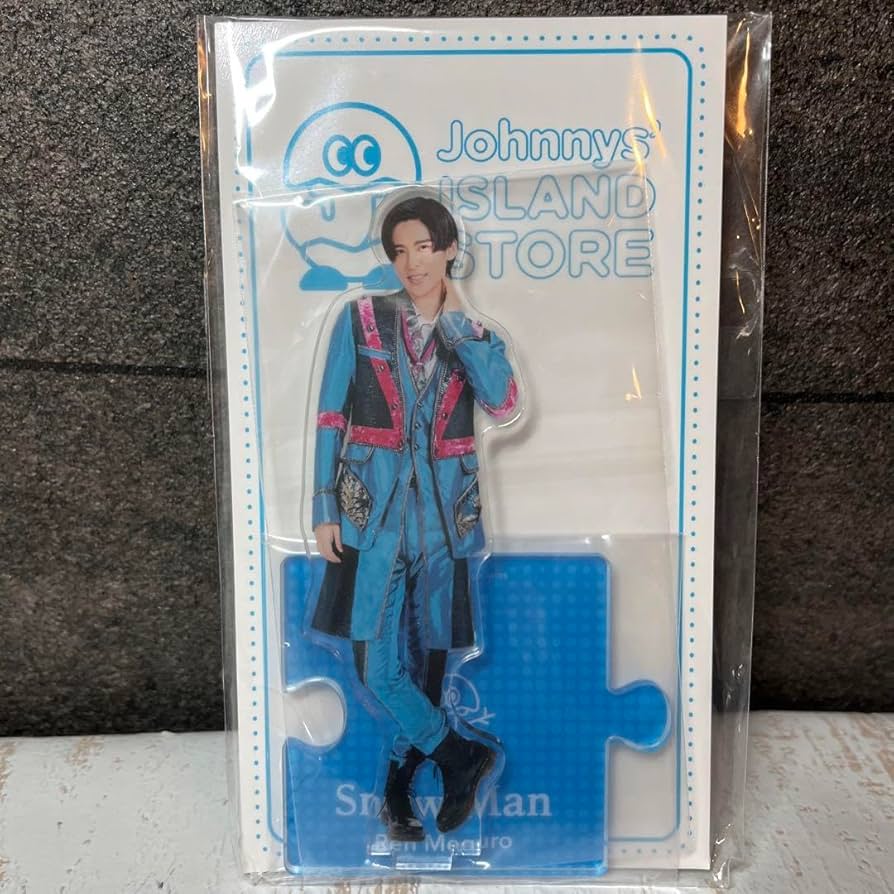 Johnnys'
ISLAND
STORE
Snow Man
Ren Meguro